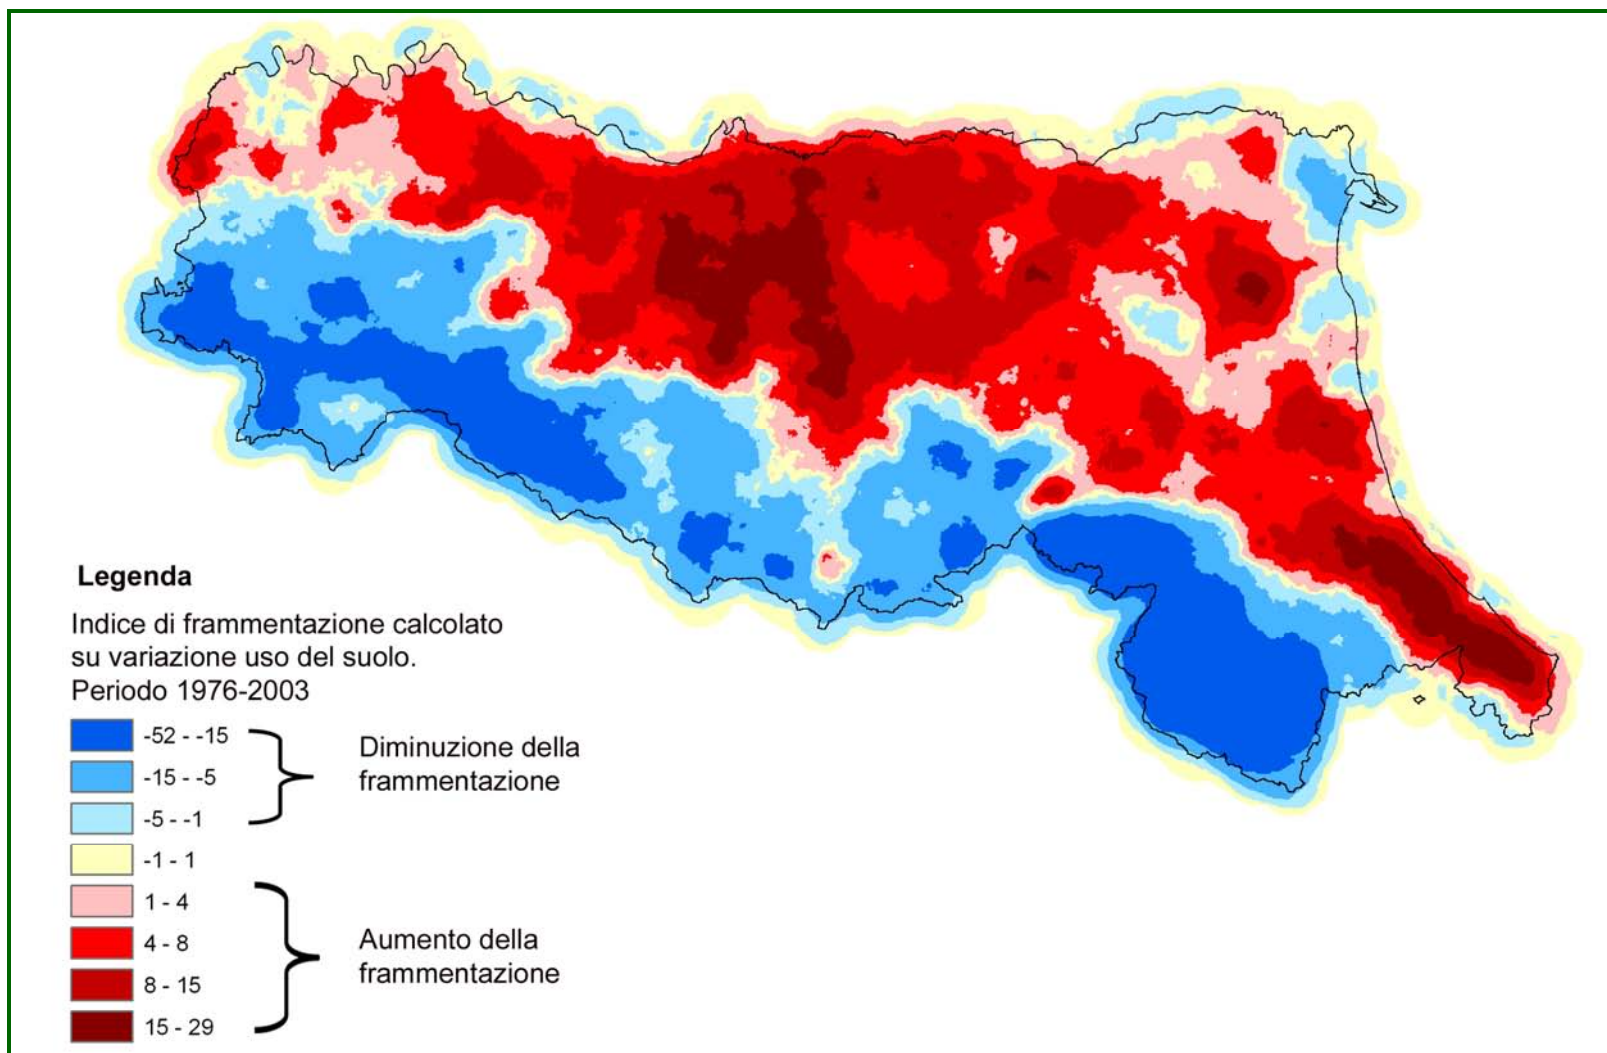 Legenda
Indice di frammentazione calcolato
su variazione uso del suolo.
Periodo 1976-2003
-52 - -15
-15 - -5
-5 - -1
Diminuzione della
frammentazione
-1 - 1
1 - 4
4 - 8
8 - 15
15 - 29
Aumento della
frammentazione